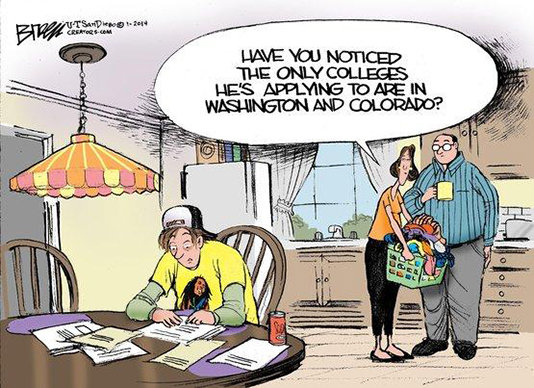 BREEN U-T SAN DIEGO © 1·2014
CREATORS.COM
HAVE YOU NOTICED
THE ONLY COLLEGES
HE'S APPLYING TO ARE IN
WASHINGTON AND COLORADO?